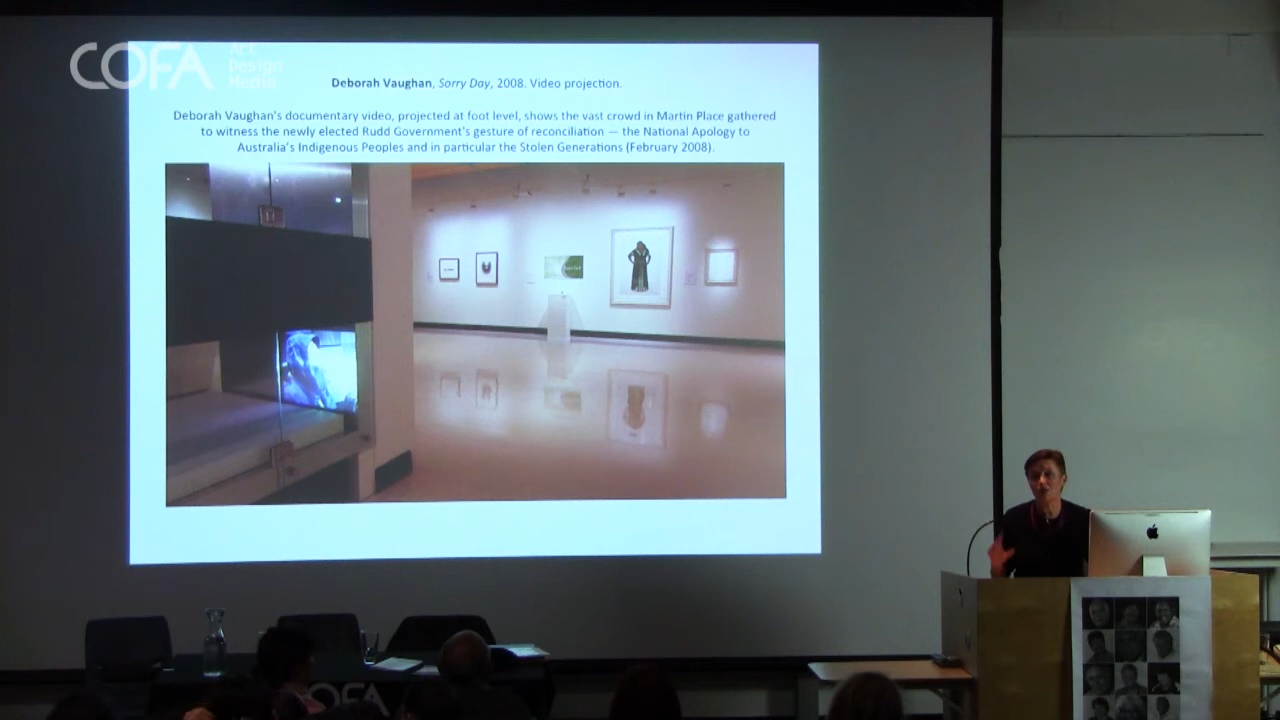 COFA
Art
Design
Media
Deborah Vaughan, Sorry Day, 2008. Video projection.
Deborah Vaughan's documentary video, projected at foot level, shows the vast crowd in Martin Place gathered
to witness the newly elected Rudd Government's gesture of reconciliation — the National Apology to
Australia's Indigenous Peoples and in particular the Stolen Generations (February 2008).
COFA